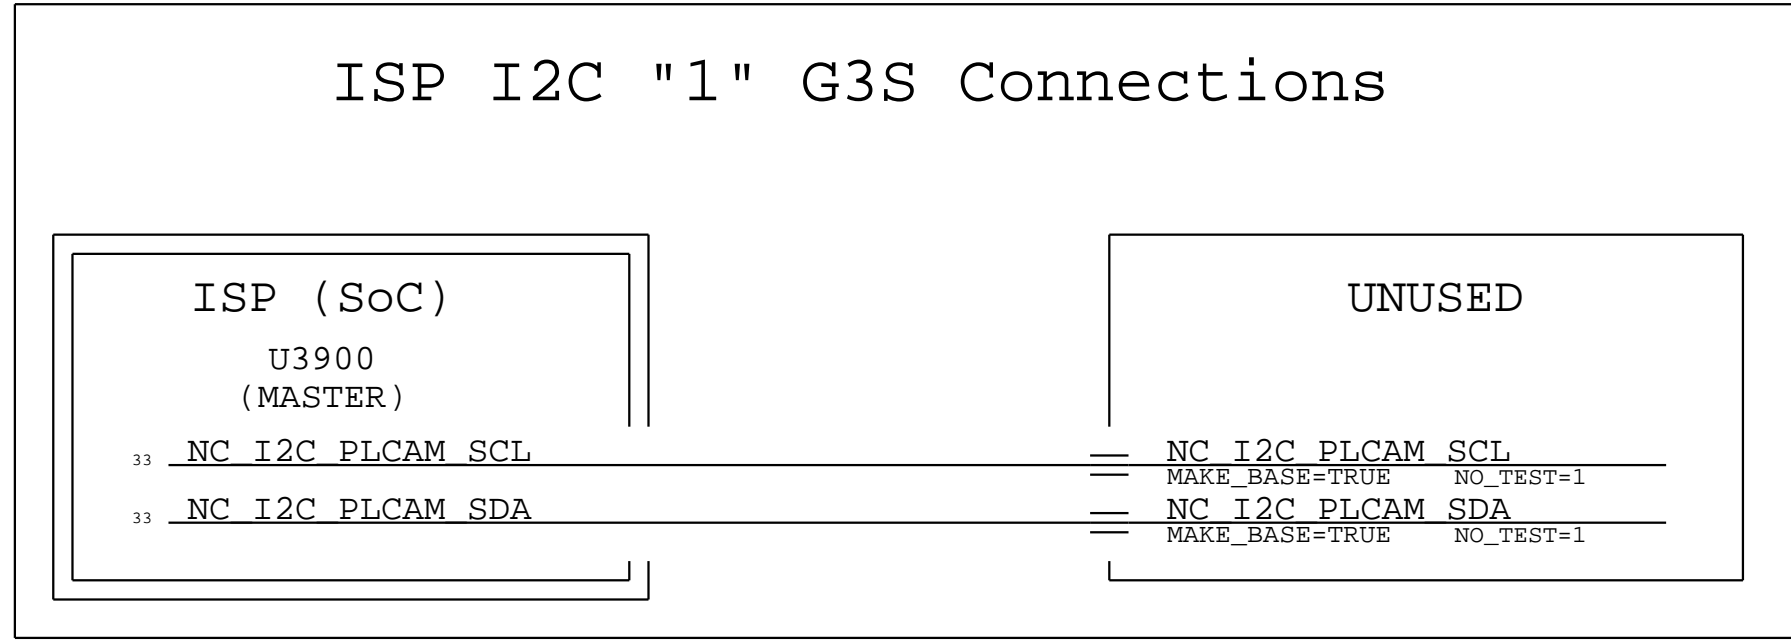 ISP I2C "1" G3S Connections
ISP (SoC)
U3900
(MASTER)
33 NC_I2C_PLCAM_SCL
33 NC_I2C_PLCAM_SDA
UNUSED
NC_I2C_PLCAM_SCL
MAKE_BASE=TRUE NO_TEST=1
NC_I2C_PLCAM_SDA
MAKE_BASE=TRUE NO_TEST=1